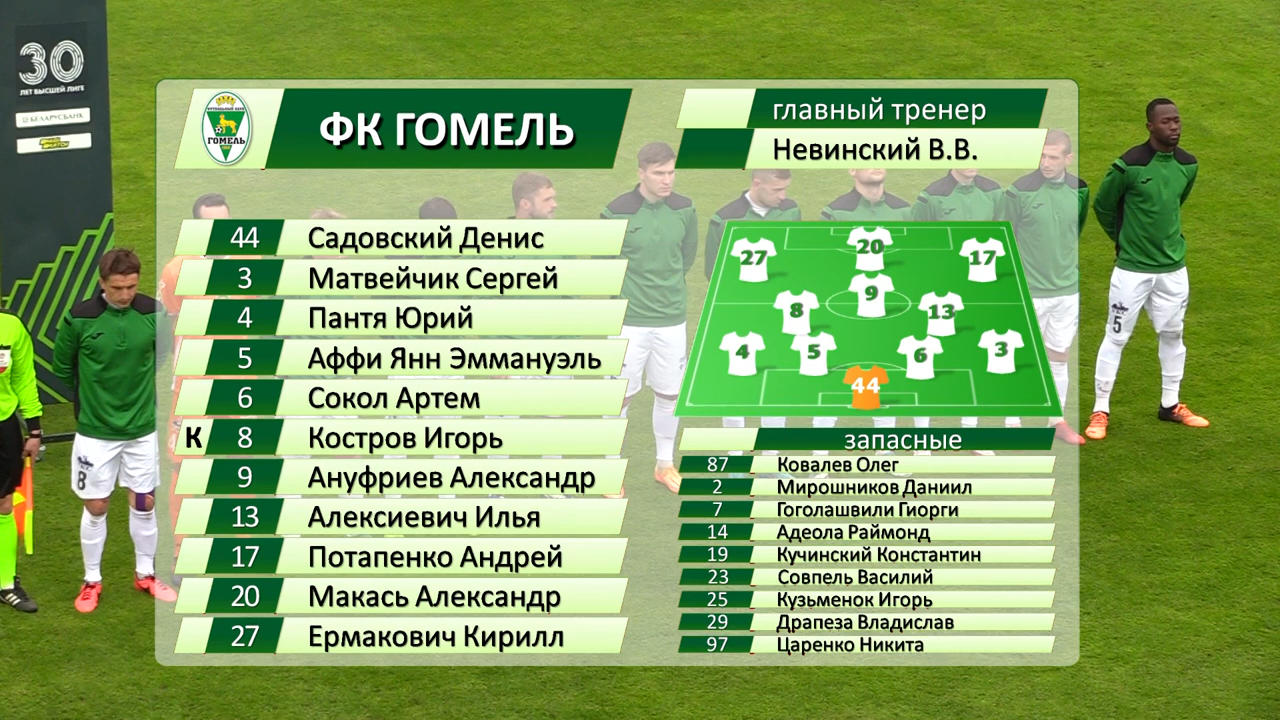 30
ЛЕТ ВЫСШЕЙ ЛИГЕ
БЕЛАРУСБАНК
ГОМЕЛЬ
ФК ГОМЕЛЬ
главный тренер
Невинский В.В.
44 Садовский Денис
3 Матвейчик Сергей
4 Пантя Юрий
5 Аффи Янн Эммануэль
6 Сокол Артем
К 8 Костров Игорь
9 Ануфриев Александр
13 Алексиевич Илья
17 Потапенко Андрей
20 Макась Александр
27 Ермакович Кирилл
27 20 17
8 9 13
4 5 6 3
44
запасные
87 Ковалев Олег
2 Мирошников Даниил
7 Гоголашвили Гиорги
14 Адеола Раймонд
19 Кучинский Константин
23 Совпель Василий
25 Кузьменок Игорь
29 Драпеза Владислав
97 Царенко Никита
8
5